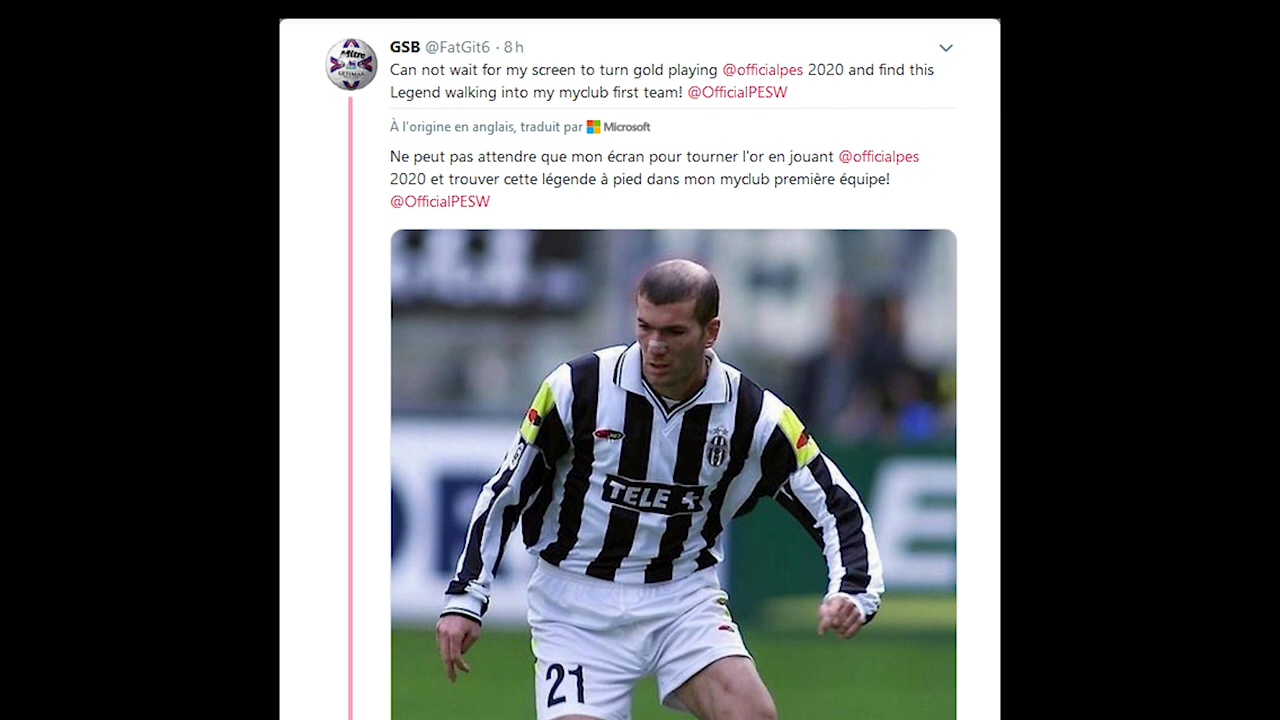 GSB @FatGit6 · 8 h
Can not wait for my screen to turn gold playing @officialpes 2020 and find this
Legend walking into my myclub first team! @OfficialPESW
À l'origine en anglais, traduit par Microsoft
Ne peut pas attendre que mon écran pour tourner l'or en jouant @officialpes
2020 et trouver cette légende à pied dans mon myclub première équipe!
@OfficialPESW
Mitre
ULTIMAX
TELE
21